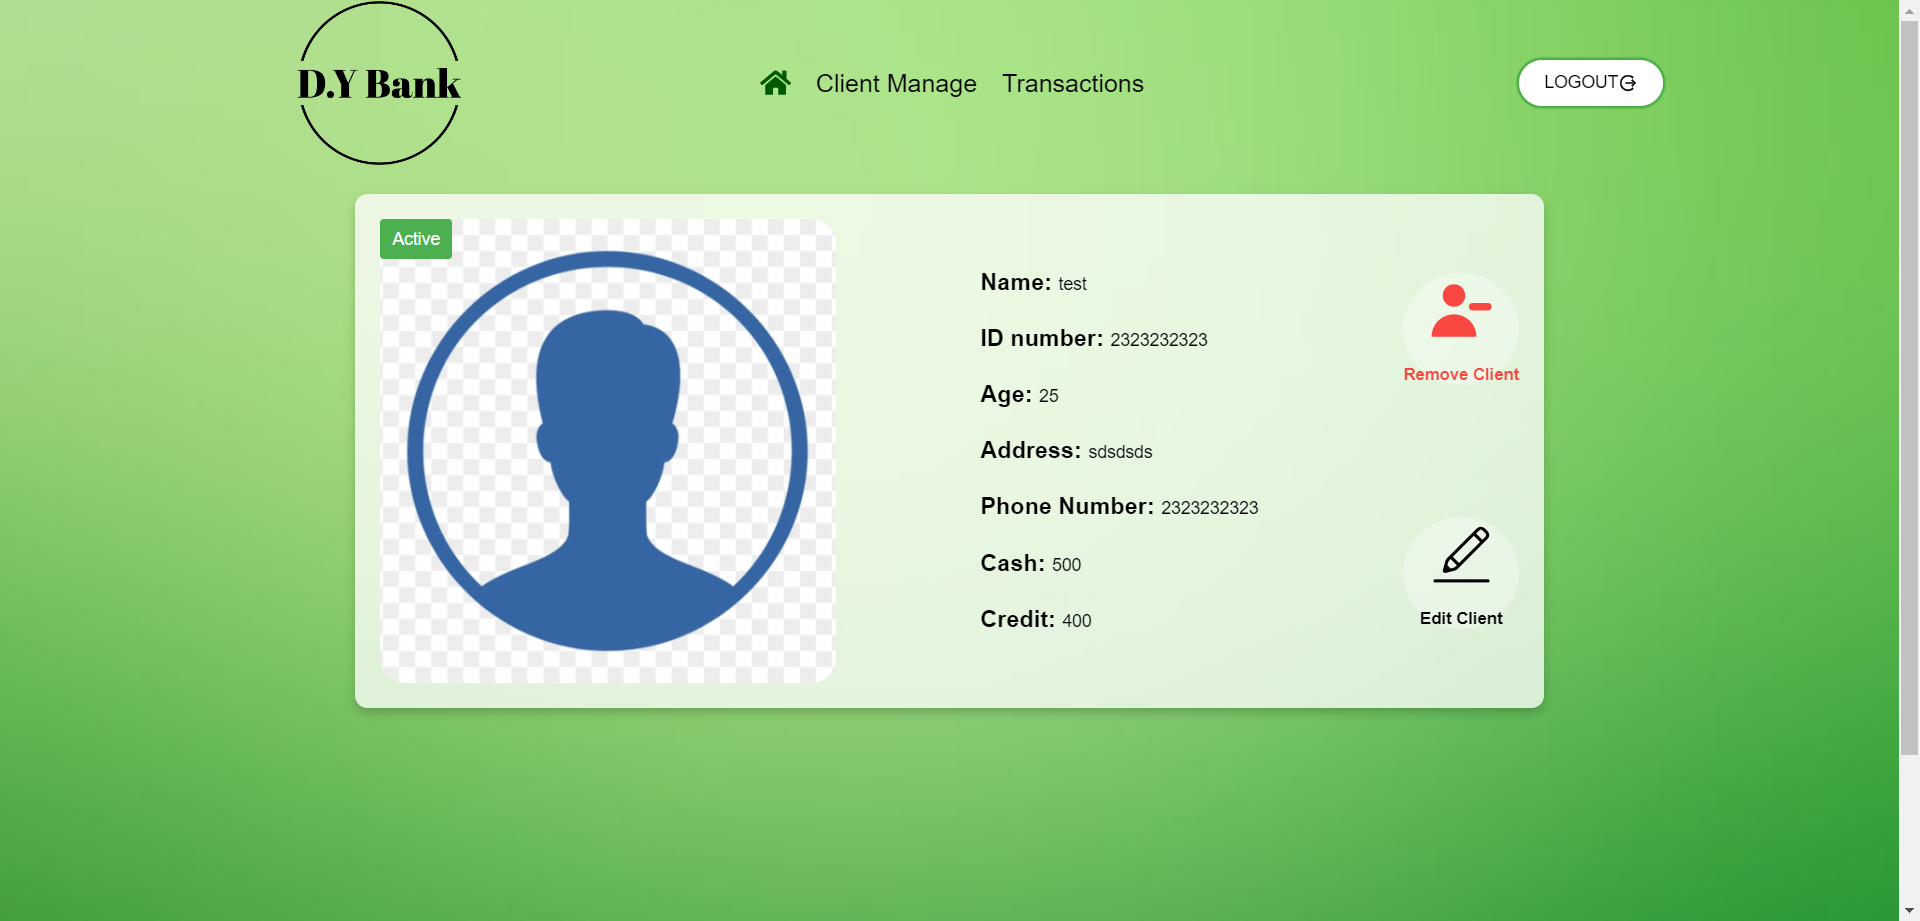 D.Y Bank
Client Manage Transactions
LOGOUT
Active
Name: test
ID number: 2323232323
Age: 25
Address: sdsdsds
Phone Number: 2323232323
Cash: 500
Credit: 400
Remove Client
Edit Client